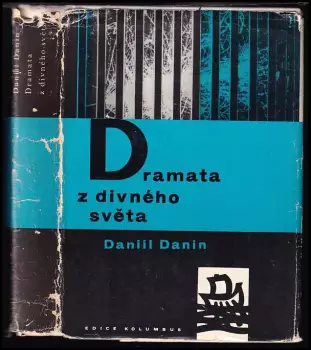 Daniil Danin
Dramata
z divného světa
Dramata
z divného
světa
Daniil Danin
EDICE KOLUMBUS